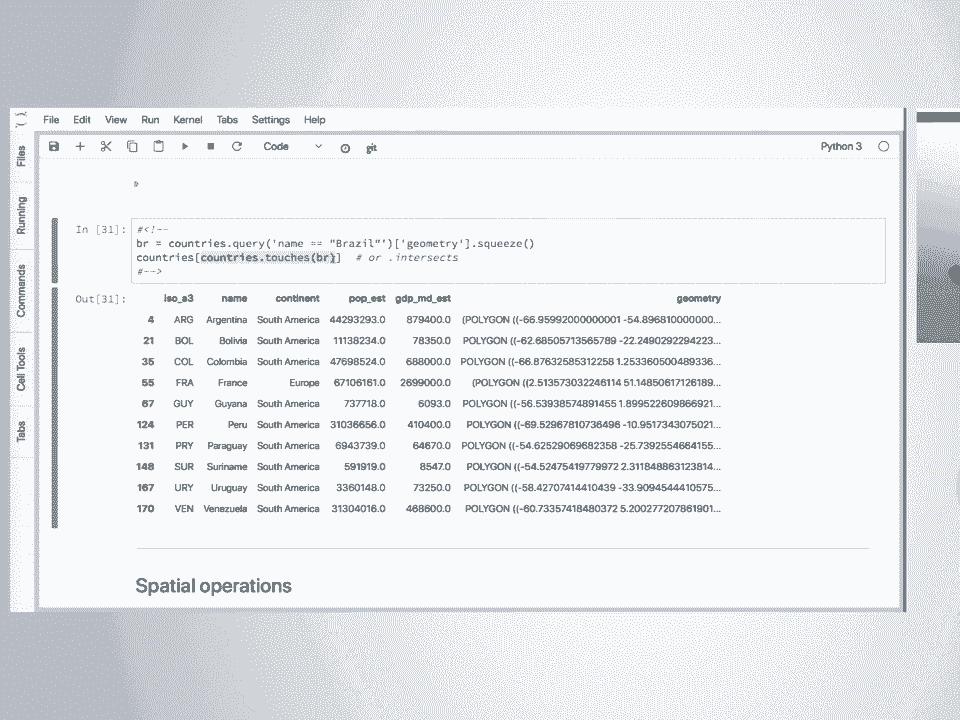 File Edit View Run Kernel Tabs Settings Help
Files
Running
Commands
Cell Tools
Tabs
Code
git
Python 3
In [31]:
#<!--
br = countries.query('name == "Brazil"')['geometry'].squeeze()
countries[countries.touches(br)]  # or .intersects
#-->
Out[31]:
iso_a3 name continent pop_est gdp_md_est geometry
4 ARG Argentina South America 44293293.0 879400.0 (POLYGON ((-66.95992000000001 -54.896810000000...
21 BOL Bolivia South America 11138234.0 78350.0 POLYGON ((-62.68505713565789 -22.2490292294223...
35 COL Colombia South America 47698524.0 688000.0 POLYGON ((-66.87632585312258 1.253360500489336...
55 FRA France Europe 67106161.0 2699000.0 (POLYGON ((2.513573032246114 51.14850617126189...
67 GUY Guyana South America 737718.0 6093.0 POLYGON ((-56.53938574891455 1.899522609866921...
124 PER Peru South America 31036656.0 410400.0 POLYGON ((-69.52967810736496 -10.9517343075021...
131 PRY Paraguay South America 6943739.0 64670.0 POLYGON ((-54.62529069682358 -25.7392554664155...
148 SUR Suriname South America 591919.0 8547.0 POLYGON ((-54.52475419779972 2.311848863123814...
167 URY Uruguay South America 3360148.0 73250.0 POLYGON ((-58.42707414410439 -33.9094544410575...
170 VEN Venezuela South America 31304016.0 468600.0 POLYGON ((-60.73357418480372 5.200277207861901...
Spatial operations